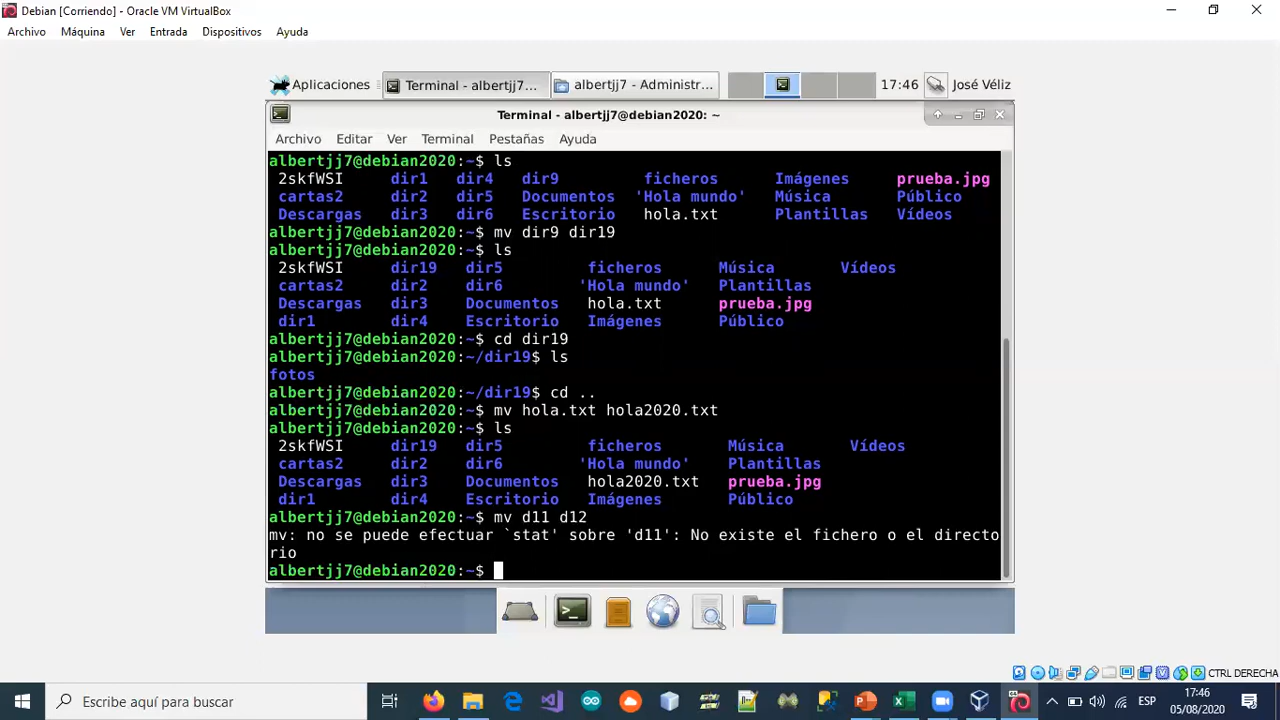 Debian [Corriendo] - Oracle VM VirtualBox
Archivo Máquina Ver Entrada Dispositivos Ayuda
Aplicaciones Terminal - albertjj7... albertjj7 - Administr... 17:46 José Véliz
Terminal - albertjj7@debian2020: ~
Archivo Editar Ver Terminal Pestañas Ayuda
albertjj7@debian2020:~$ ls
2skfWSI dir1 dir4 dir9 ficheros Imágenes prueba.jpg
cartas2 dir2 dir5 Documentos 'Hola mundo' Música Público
Descargas dir3 dir6 Escritorio hola.txt Plantillas Vídeos
albertjj7@debian2020:~$ mv dir9 dir19
albertjj7@debian2020:~$ ls
2skfWSI dir19 dir5 ficheros Música Vídeos
cartas2 dir2 dir6 'Hola mundo' Plantillas
Descargas dir3 Documentos hola.txt prueba.jpg
dir1 dir4 Escritorio Imágenes Público
albertjj7@debian2020:~$ cd dir19
albertjj7@debian2020:~/dir19$ ls
fotos
albertjj7@debian2020:~/dir19$ cd ..
albertjj7@debian2020:~$ mv hola.txt hola2020.txt
albertjj7@debian2020:~$ ls
2skfWSI dir19 dir5 ficheros Música Vídeos
cartas2 dir2 dir6 'Hola mundo' Plantillas
Descargas dir3 Documentos hola2020.txt prueba.jpg
dir1 dir4 Escritorio Imágenes Público
albertjj7@debian2020:~$ mv d11 d12
mv: no se puede efectuar `stat' sobre 'd11': No existe el fichero o el directo
rio
albertjj7@debian2020:~$
CTRL DERECHA
Escribe aquí para buscar
ESP
17:46
05/08/2020